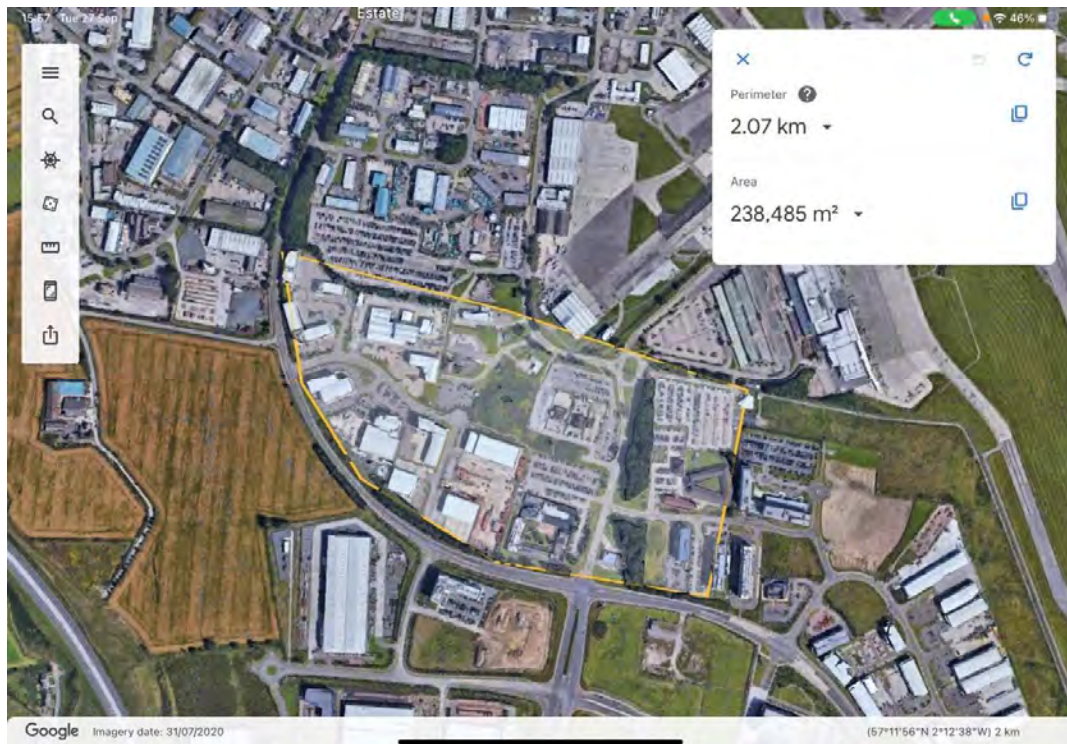 Estate
15:57 Tue 27 Sep
46%
Perimeter ?
2.07 km
Area
238,485 m²
Google Imagery date: 31/07/2020
(57°11'56"N 2°12'38"W) 2 km